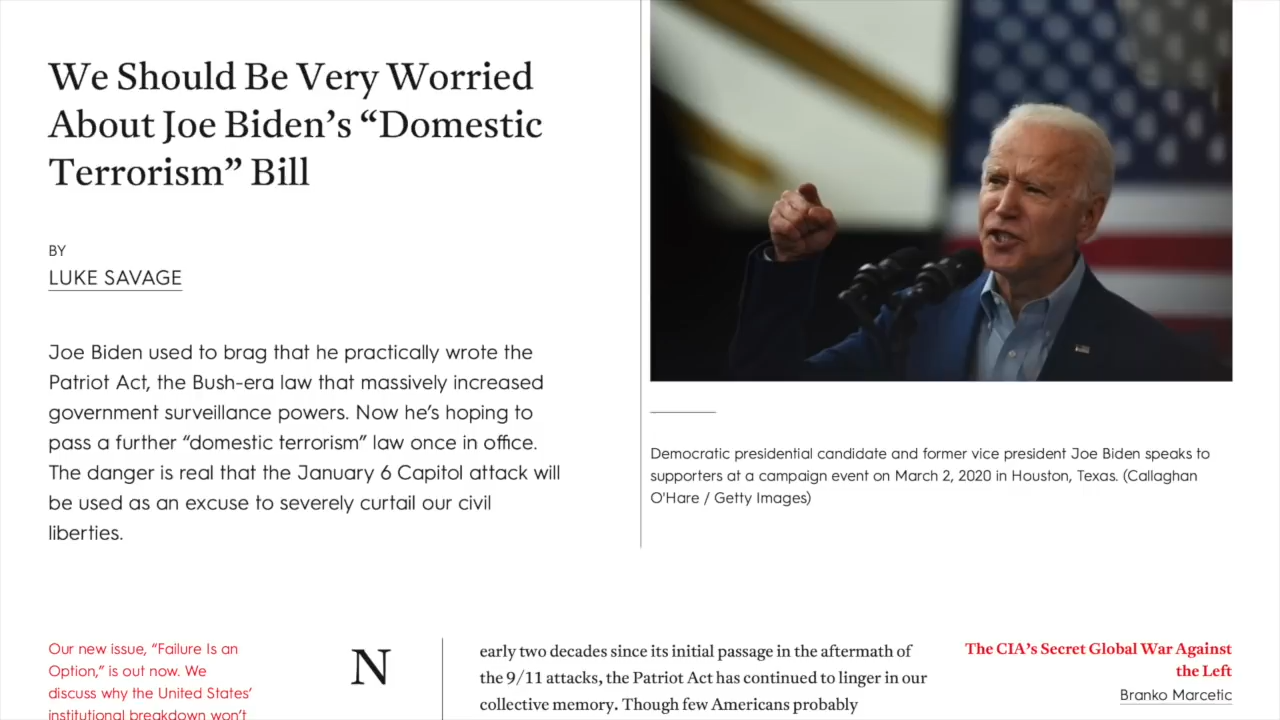 We Should Be Very Worried
About Joe Biden’s “Domestic
Terrorism” Bill
BY
LUKE SAVAGE
Joe Biden used to brag that he practically wrote the
Patriot Act, the Bush-era law that massively increased
government surveillance powers. Now he’s hoping to
pass a further “domestic terrorism” law once in office.
The danger is real that the January 6 Capitol attack will
be used as an excuse to severely curtail our civil
liberties.
Democratic presidential candidate and former vice president Joe Biden speaks to
supporters at a campaign event on March 2, 2020 in Houston, Texas. (Callaghan
O'Hare / Getty Images)
Our new issue, “Failure Is an
Option,” is out now. We
discuss why the United States’
institutional breakdown won’t
N
early two decades since its initial passage in the aftermath of
the 9/11 attacks, the Patriot Act has continued to linger in our
collective memory. Though few Americans probably
The CIA’s Secret Global War Against
the Left
Branko Marcetic